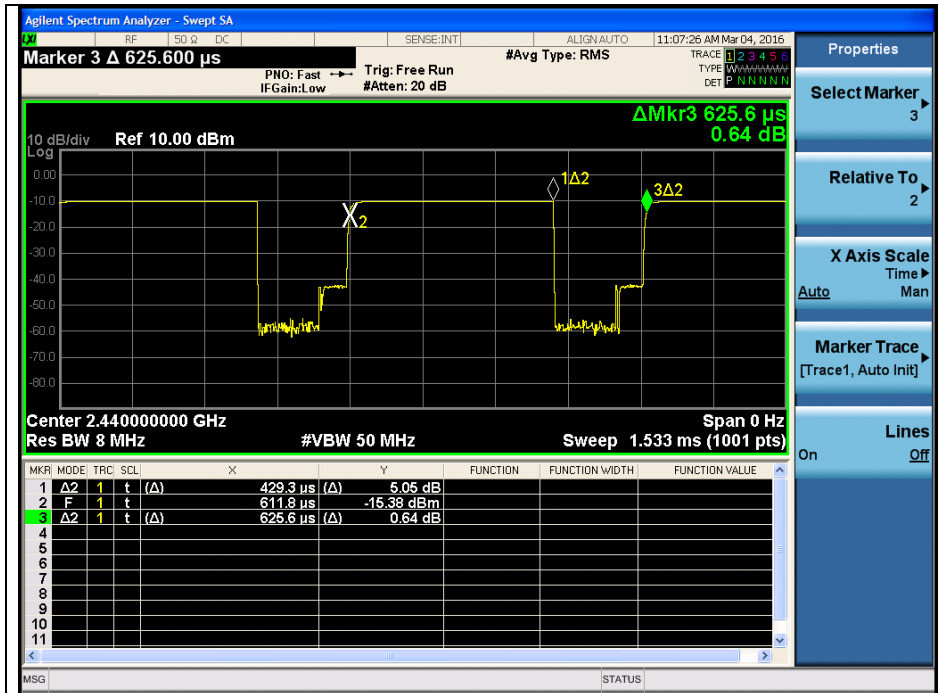 Agilent Spectrum Analyzer - Swept SA
LXI RF 50 Ω DC SENSE:INT ALIGN AUTO 11:07:26 AM Mar 04, 2016
Marker 3 Δ 625.600 µs
PNO: Fast
IFGain:Low
Trig: Free Run
#Atten: 20 dB
#Avg Type: RMS
TRACE 1 2 3 4 5 6
TYPE WWWWWW
DET P N N N N N
ΔMkr3 625.6 µs
0.64 dB
10 dB/div Ref 10.00 dBm
Log
0.00
-10.0
-20.0
-30.0
-40.0
-50.0
-60.0
-70.0
-80.0
X2
1Δ2
3Δ2
Center 2.440000000 GHz Span 0 Hz
Res BW 8 MHz #VBW 50 MHz Sweep 1.533 ms (1001 pts)
MKR MODE TRC SCL X Y FUNCTION FUNCTION WIDTH FUNCTION VALUE
1 Δ2 1 t (Δ) 429.3 µs (Δ) 5.05 dB
2 F 1 t 611.8 µs -15.38 dBm
3 Δ2 1 t (Δ) 625.6 µs (Δ) 0.64 dB
4
5
6
7
8
9
10
11
MSG STATUS
Properties
Select Marker
3
Relative To
2
X Axis Scale
Time
Auto Man
Marker Trace
[Trace1, Auto Init]
Lines
On Off